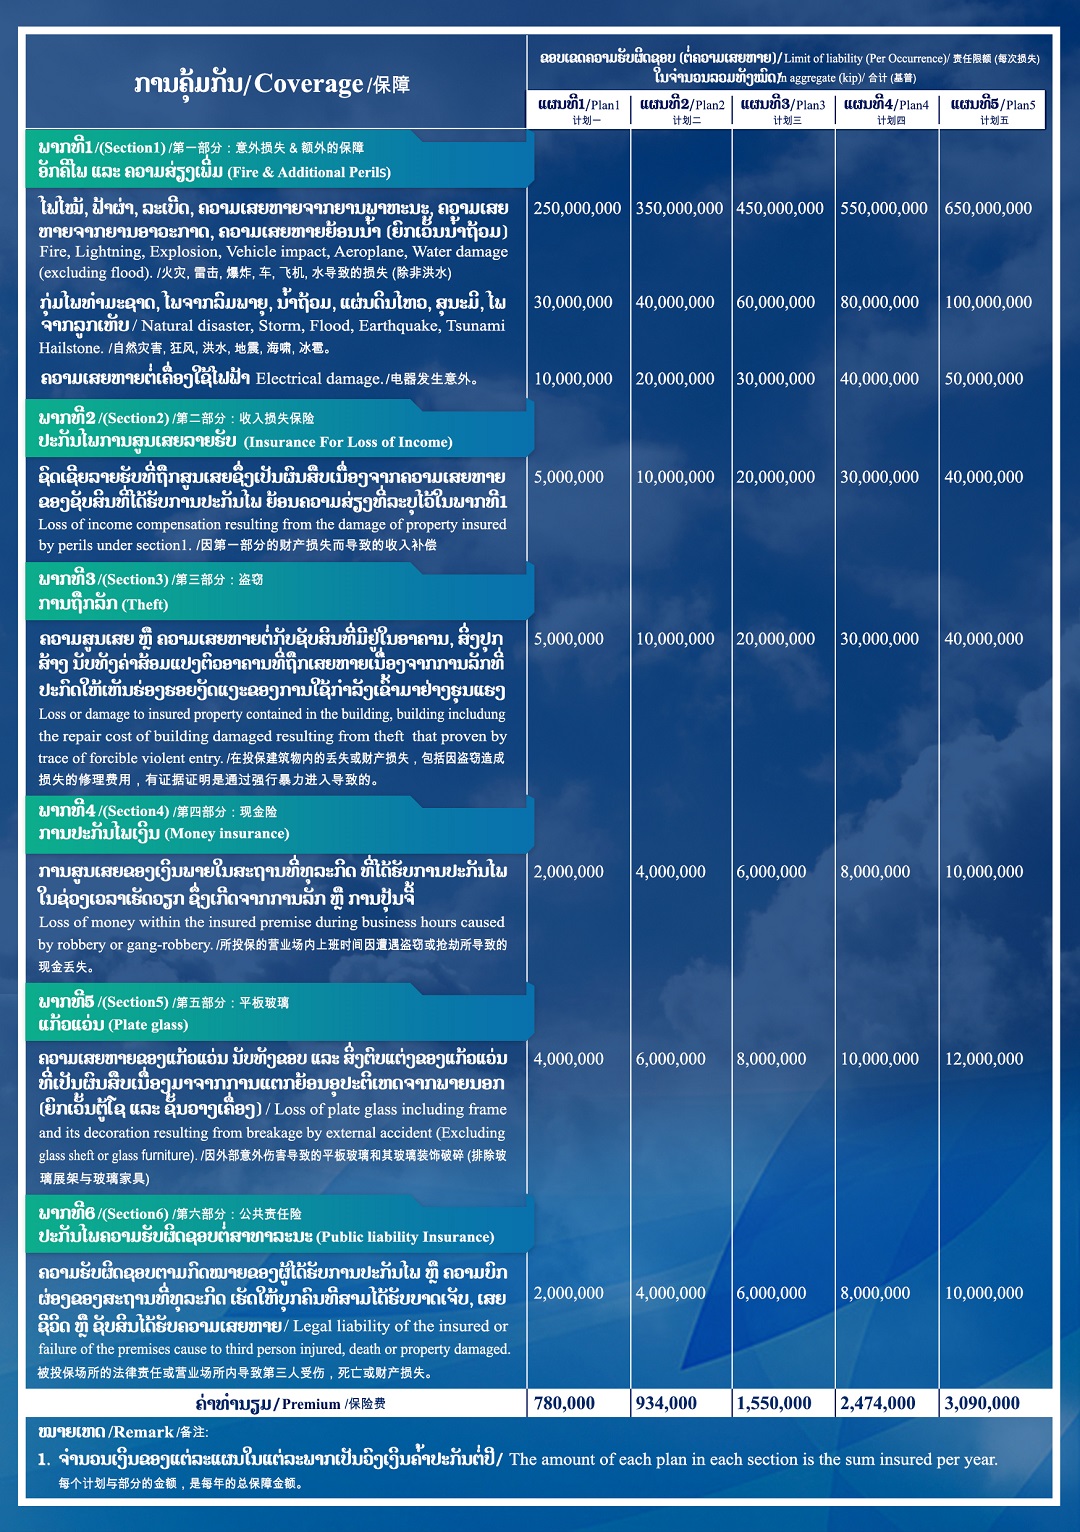 ການຄຸ້ມກັນ/ Coverage /保障
ຂອບເຂດຄວາມຮັບຜິດຊອບ (ຕໍ່ຄວາມເສຍຫາຍ)/ Limit of liability (Per Occurrence)/ 责任限额 (每次损失)
ໃນຈຳນວນລວມທັງໝົດ/in aggregate (kip)/ 合计 (基普)
ແຜນທີ1/Plan1 ແຜນທີ2/Plan2 ແຜນທີ3/Plan3 ແຜນທີ4/Plan4 ແຜນທີ5/Plan5
计划一 计划二 计划三 计划四 计划五
ພາກທີ1 /(Section1) /第一部分：意外损失 & 额外的保障
ອັກຄີໄພ ແລະ ຄວາມສ່ຽງເພີ່ມ (Fire & Additional Perils)
ໄຟໄໝ້, ຟ້າຜ່າ, ລະເບີດ, ຄວາມເສຍຫາຍຈາກຍານພາຫະນະ, ຄວາມເສຍ 250,000,000 350,000,000 450,000,000 550,000,000 650,000,000
ຫາຍຈາກຍານອາວະກາດ, ຄວາມເສຍຫາຍຍ້ອນນ້ຳ (ຍົກເວັ້ນນ້ຳຖ້ວມ)
Fire, Lightning, Explosion, Vehicle impact, Aeroplane, Water damage
(excluding flood). /火灾, 雷击, 爆炸, 车, 飞机, 水导致的损失 (除非洪水)
ກຸ່ມໄພທຳມະຊາດ, ໄພຈາກລົມພາຍຸ, ນ້ຳຖ້ວມ, ແຜ່ນດິນໄຫວ, ສຸນະມິ, ໄພ 30,000,000 40,000,000 60,000,000 80,000,000 100,000,000
ຈາກລູກເຫັບ / Natural disaster, Storm, Flood, Earthquake, Tsunami
Hailstone. /自然灾害, 狂风, 洪水, 地震, 海啸, 冰雹。
ຄວາມເສຍຫາຍຕໍ່ເຄື່ອງໃຊ້ໄຟຟ້າ Electrical damage. /电器发生意外。 10,000,000 20,000,000 30,000,000 40,000,000 50,000,000
ພາກທີ2 /(Section2) /第二部分：收入损失保险
ປະກັນໄພການສູນເສຍລາຍຮັບ (Insurance For Loss of Income)
ຊົດເຊີຍລາຍຮັບທີ່ຖືກສູນເສຍຊຶ່ງເປັນຜົນສືບເນື່ອງຈາກຄວາມເສຍຫາຍ 5,000,000 10,000,000 20,000,000 30,000,000 40,000,000
ຂອງຊັບສິນທີ່ໄດ້ຮັບການປະກັນໄພ ຍ້ອນຄວາມສ່ຽງທີ່ລະບຸໄວ້ໃນພາກທີ1
Loss of income compensation resulting from the damage of property insured
by perils under section1. /因第一部分的财产损失而导致的收入补偿
ພາກທີ3 /(Section3) /第三部分：盗窃
ການຖືກລັກ (Theft)
ຄວາມສູນເສຍ ຫຼື ຄວາມເສຍຫາຍຕໍ່ກັບຊັບສິນທີ່ມີຢູ່ໃນອາຄານ, ສິ່ງປຸກ 5,000,000 10,000,000 20,000,000 30,000,000 40,000,000
ສ້າງ ນັບທັງຄ່າສ້ອມແປງຕົວອາຄານທີ່ຖືກເສຍຫາຍເນື່ອງຈາກການລັກທີ່
ປະກົດໃຫ້ເຫັນຮ່ອງຮອຍງັດແງະຂອງການໃຊ້ກຳລັງເຂົ້າມາຢ່າງຮຸນແຮງ
Loss or damage to insured property contained in the building, building includung
the repair cost of building damaged resulting from theft that proven by
trace of forcible violent entry. /在投保建筑物内的丢失或财产损失，包括因盗窃造成
损失的修理费用，有证据证明是通过强行暴力进入导致的。
ພາກທີ4 /(Section4) /第四部分：现金险
ການປະກັນໄພເງິນ (Money insurance)
ການສູນເສຍຂອງເງິນພາຍໃນສະຖານທີ່ທຸລະກິດ ທີ່ໄດ້ຮັບການປະກັນໄພ 2,000,000 4,000,000 6,000,000 8,000,000 10,000,000
ໃນຊ່ວງເວລາເຮັດວຽກ ຊຶ່ງເກີດຈາກການລັກ ຫຼື ການປຸ້ນຈີ້
Loss of money within the insured premise during business hours caused
by robbery or gang-robbery. /所投保的营业场内上班时间因遭遇盗窃或抢劫所导致的
现金丢失。
ພາກທີ5 /(Section5) /第五部分：平板玻璃
ແກ້ວແວ່ນ (Plate glass)
ຄວາມເສຍຫາຍຂອງແກ້ວແວ່ນ ນັບທັງຂອບ ແລະ ສິ່ງຕົບແຕ່ງຂອງແກ້ວແວ່ນ 4,000,000 6,000,000 8,000,000 10,000,000 12,000,000
ທີ່ເປັນຜົນສືບເນື່ອງມາຈາກການແຕກຍ້ອນອຸປະຕິເຫດຈາກພາຍນອກ
(ຍົກເວັ້ນຕູ້ໂຊ ແລະ ຊັ້ນວາງເຄື່ອງ) / Loss of plate glass including frame
and its decoration resulting from breakage by external accident (Excluding
glass sheft or glass furniture). /因外部意外伤害导致的平板玻璃和其玻璃装饰破碎 (排除玻
璃展架与玻璃家具)
ພາກທີ6 /(Section6) /第六部分：公共责任险
ປະກັນໄພຄວາມຮັບຜິດຊອບຕໍ່ສາທາລະນະ (Public liability Insurance)
ຄວາມຮັບຜິດຊອບຕາມກົດໝາຍຂອງຜູ້ໄດ້ຮັບການປະກັນໄພ ຫຼື ຄວາມບົກ
ຜ່ອງຂອງສະຖານທີ່ທຸລະກິດ ເຮັດໃຫ້ບຸກຄົນທີສາມໄດ້ຮັບບາດເຈັບ, ເສຍ 2,000,000 4,000,000 6,000,000 8,000,000 10,000,000
ຊີວິດ ຫຼື ຊັບສິນໄດ້ຮັບຄວາມເສຍຫາຍ / Legal liability of the insured or
failure of the premises cause to third person injured, death or property damaged.
被投保场所的法律责任或营业场所内导致第三人受伤，死亡或财产损失。
ຄ່າທຳນຽມ/ Premium /保险费 780,000 934,000 1,550,000 2,474,000 3,090,000
ໝາຍເຫດ /Remark /备注:
1. ຈຳນວນເງິນຂອງແຕ່ລະແຜນໃນແຕ່ລະພາກເປັນວົງເງິນຄ້ຳປະກັນຕໍ່ປີ/ The amount of each plan in each section is the sum insured per year.
每个计划与部分的金额，是每年的总保障金额。